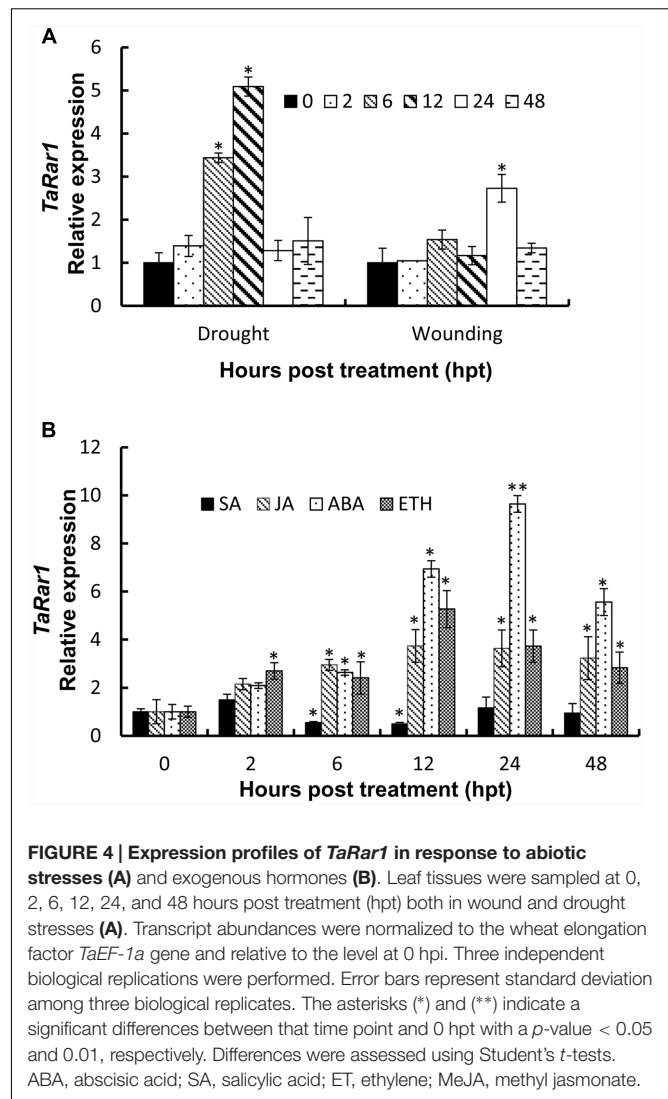 A
6
5
4
3
2
1
0
TaRar1
Relative expression
0 2 6 12 24 48
* * *
Drought Wounding
Hours post treatment (hpt)
B
12
10
8
6
4
2
0
TaRar1
Relative expression
SA JA ABA ETH
* * * * * * * * * * ** * * * *
0 2 6 12 24 48
Hours post treatment (hpt)
FIGURE 4 | Expression profiles of TaRar1 in response to abiotic
stresses (A) and exogenous hormones (B). Leaf tissues were sampled at 0,
2, 6, 12, 24, and 48 hours post treatment (hpt) both in wound and drought
stresses (A). Transcript abundances were normalized to the wheat elongation
factor TaEF-1a gene and relative to the level at 0 hpi. Three independent
biological replications were performed. Error bars represent standard deviation
among three biological replicates. The asterisks (*) and (**) indicate a
significant differences between that time point and 0 hpt with a p-value < 0.05
and 0.01, respectively. Differences were assessed using Student's t-tests.
ABA, abscisic acid; SA, salicylic acid; ET, ethylene; MeJA, methyl jasmonate.